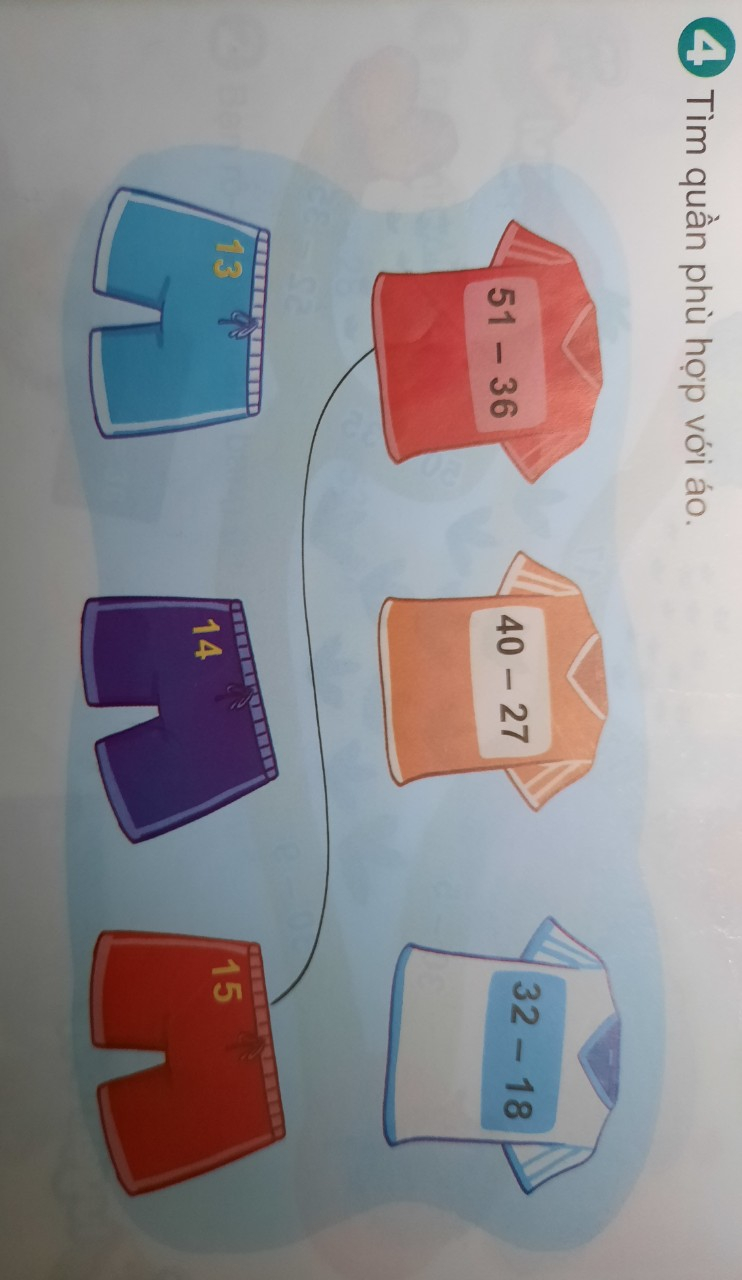 4 Tìm quần phù hợp với áo.
51 – 36
40 – 27
32 – 18
13
14
15